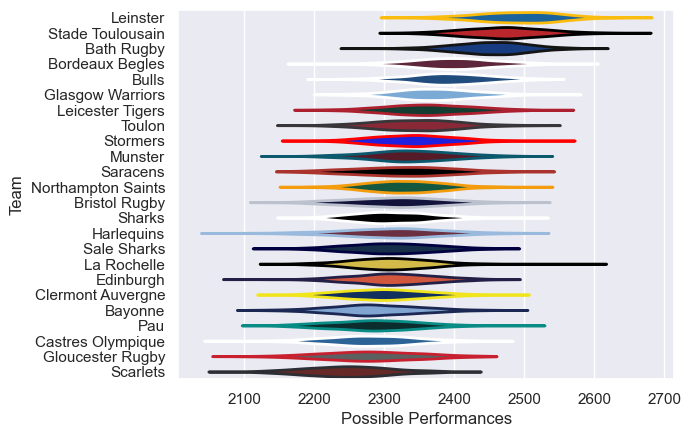 Leinster
Stade Toulousain
Bath Rugby
Bordeaux Begles
Bulls
Glasgow Warriors
Leicester Tigers
Toulon
Stormers
Munster
Saracens
Northampton Saints
Bristol Rugby
Sharks
Harlequins
Sale Sharks
La Rochelle
Edinburgh
Clermont Auvergne
Bayonne
Pau
Castres Olympique
Gloucester Rugby
Scarlets
Team
2100 2200 2300 2400 2500 2600 2700
Possible Performances